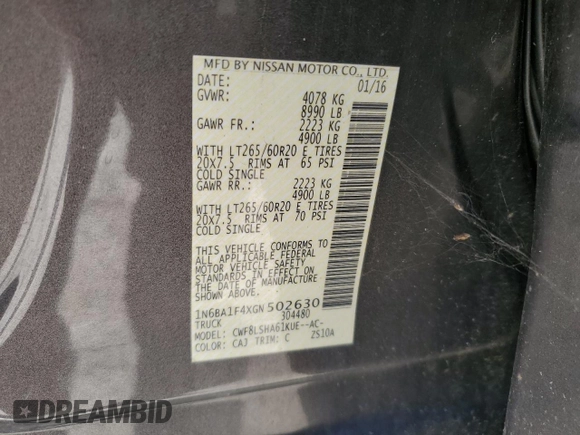 MFD BY NISSAN MOTOR CO., LTD.
DATE: 01/16
GVWR: 4078 KG
8990 LB
GAWR FR.: 2223 KG
4900 LB
WITH LT265/60R20 E TIRES
20X7.5 RIMS AT 65 PSI
COLD SINGLE
GAWR RR.: 2223 KG
4900 LB
WITH LT265/60R20 E TIRES
20X7.5 RIMS AT 70 PSI
COLD SINGLE
THIS VEHICLE CONFORMS TO
ALL APPLICABLE FEDERAL
MOTOR VEHICLE SAFETY
STANDARDS IN EFFECT ON
THE DATE OF MANUFACTURE
SHOWN ABOVE.
1N6BA1F4XGN502630
TRUCK 304480
MODEL: CWF8LSHA61KUE--AC-
COLOR: CAJ TRIM: C 2S10A
DREAMBID